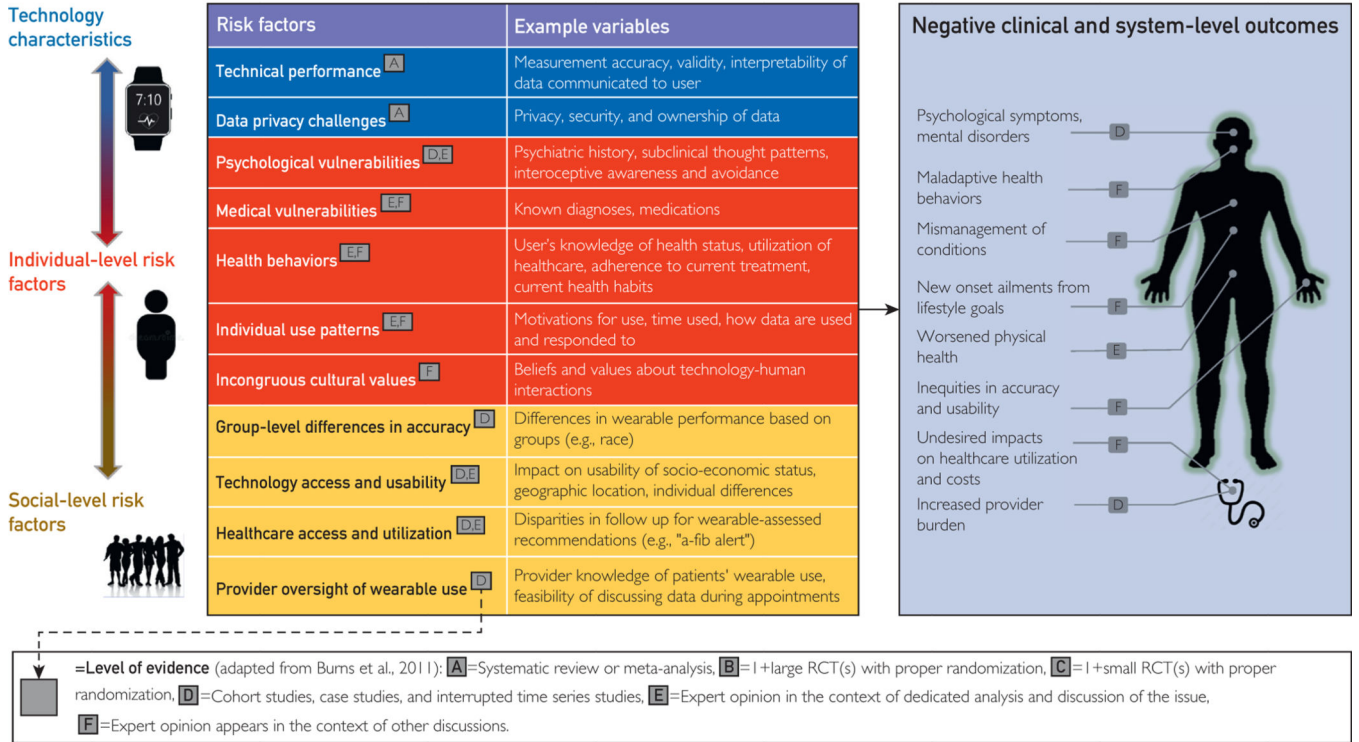 Technology
characteristics
7:10
Individual-level risk
factors
Social-level risk
factors
Risk factors
Example variables
Technical performance A
Measurement accuracy, validity, interpretability of
data communicated to user
Data privacy challenges A
Privacy, security, and ownership of data
Psychological vulnerabilities D,E
Psychiatric history, subclinical thought patterns,
interoceptive awareness and avoidance
Medical vulnerabilities E,F
Known diagnoses, medications
Health behaviors E,F
User's knowledge of health status, utilization of
healthcare, adherence to current treatment,
current health habits
Individual use patterns E,F
Motivations for use, time used, how data are used
and responded to
Incongruous cultural values F
Beliefs and values about technology-human
interactions
Group-level differences in accuracy D
Differences in wearable performance based on
groups (e.g., race)
Technology access and usability D,E
Impact on usability of socio-economic status,
geographic location, individual differences
Healthcare access and utilization D,E
Disparities in follow up for wearable-assessed
recommendations (e.g., "a-fib alert")
Provider oversight of wearable use D
Provider knowledge of patients' wearable use,
feasibility of discussing data during appointments
Negative clinical and system-level outcomes
Psychological symptoms,
mental disorders
D
Maladaptive health
behaviors
F
Mismanagement of
conditions
F
New onset ailments from
lifestyle goals
F
Worsened physical
health
E
Inequities in accuracy
and usability
F
Undesired impacts
on healthcare utilization
and costs
F
Increased provider
burden
D
=Level of evidence (adapted from Burns et al., 2011): A=Systematic review or meta-analysis, B=1+large RCT(s) with proper randomization, C=1+small RCT(s) with proper
randomization, D=Cohort studies, case studies, and interrupted time series studies, E=Expert opinion in the context of dedicated analysis and discussion of the issue,
F=Expert opinion appears in the context of other discussions.